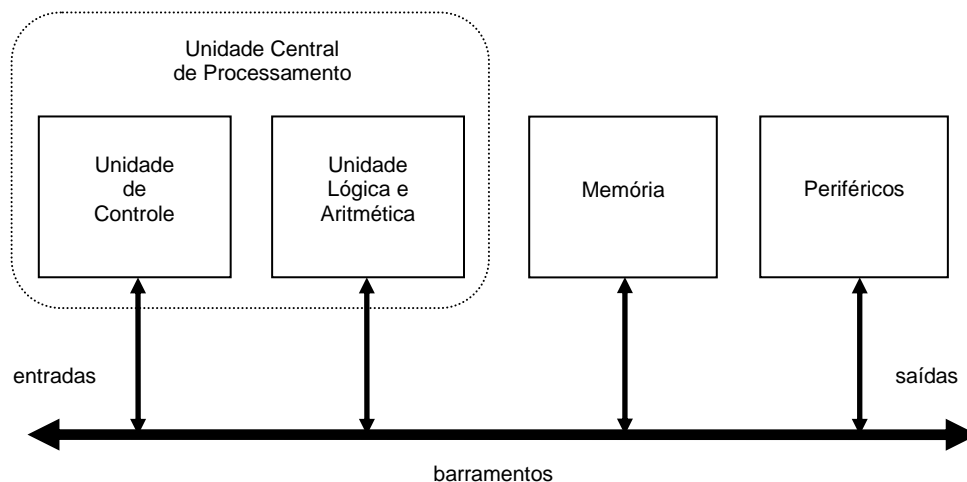 Unidade Central
de Processamento
Unidade
de
Controle
Unidade
Lógica e
Aritmética
Memória
Periféricos
entradas
saídas
barramentos